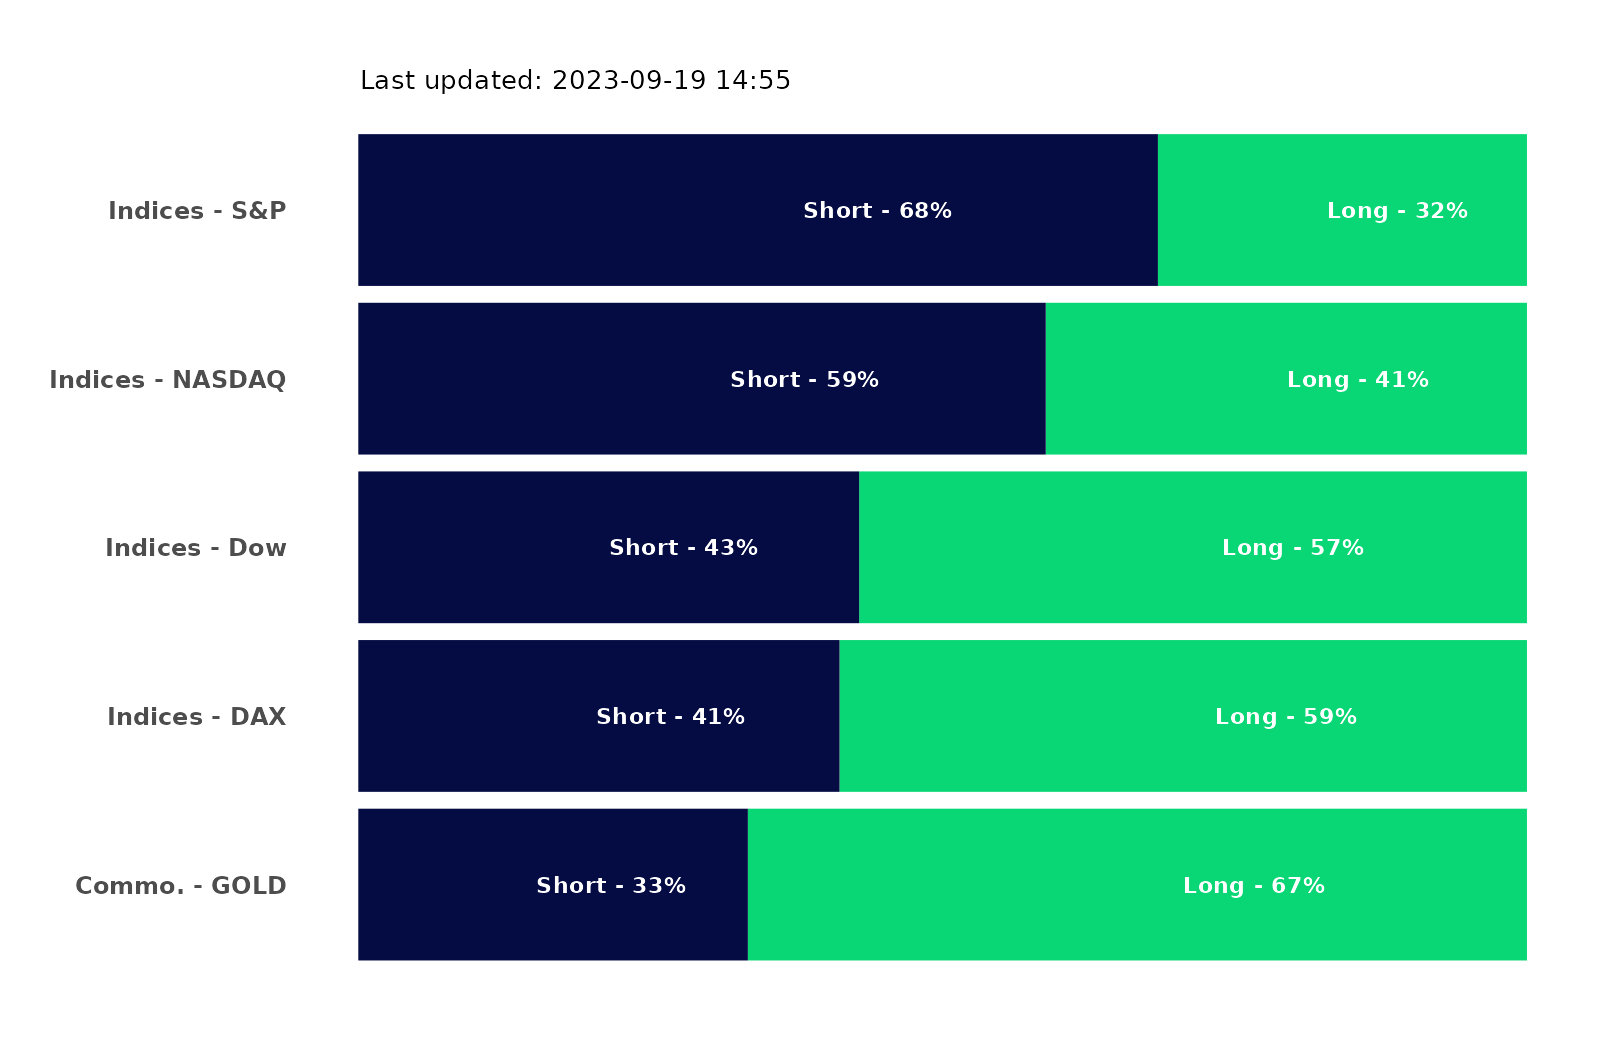 Last updated: 2023-09-19 14:55
Indices - S&P Short - 68% Long - 32%
Indices - NASDAQ Short - 59% Long - 41%
Indices - Dow Short - 43% Long - 57%
Indices - DAX Short - 41% Long - 59%
Commo. - GOLD Short - 33% Long - 67%